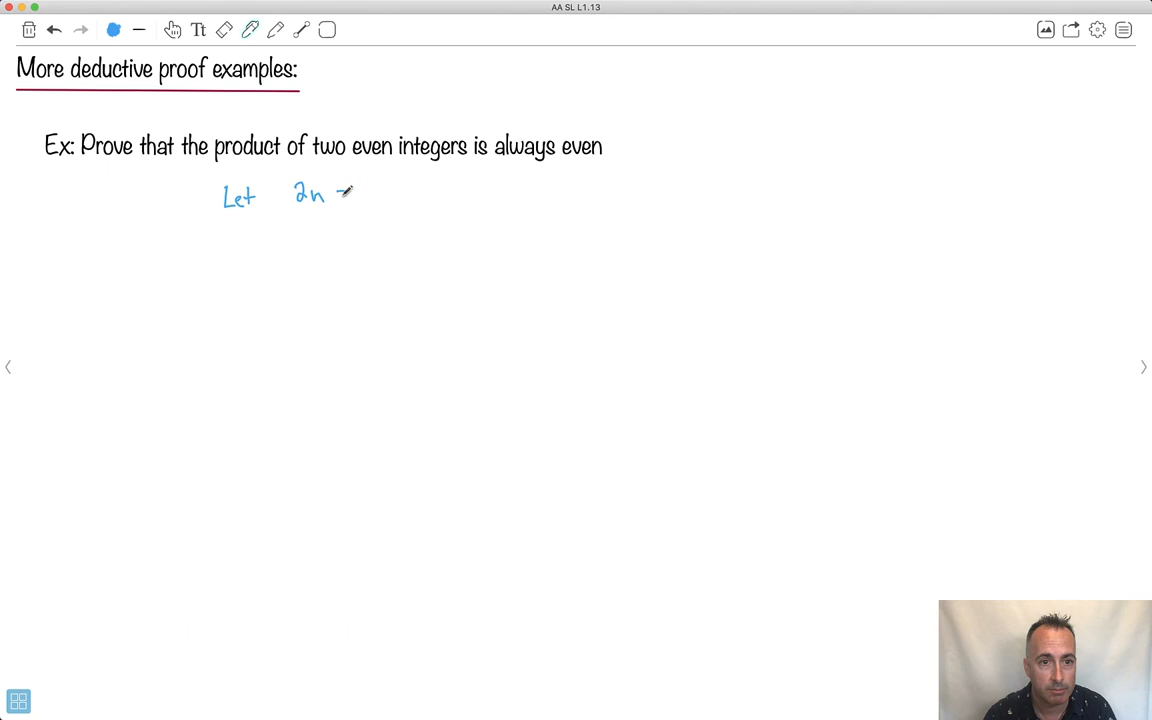 AA SL L1.13
Tt
More deductive proof examples:
Ex: Prove that the product of two even integers is always even
Let 2n